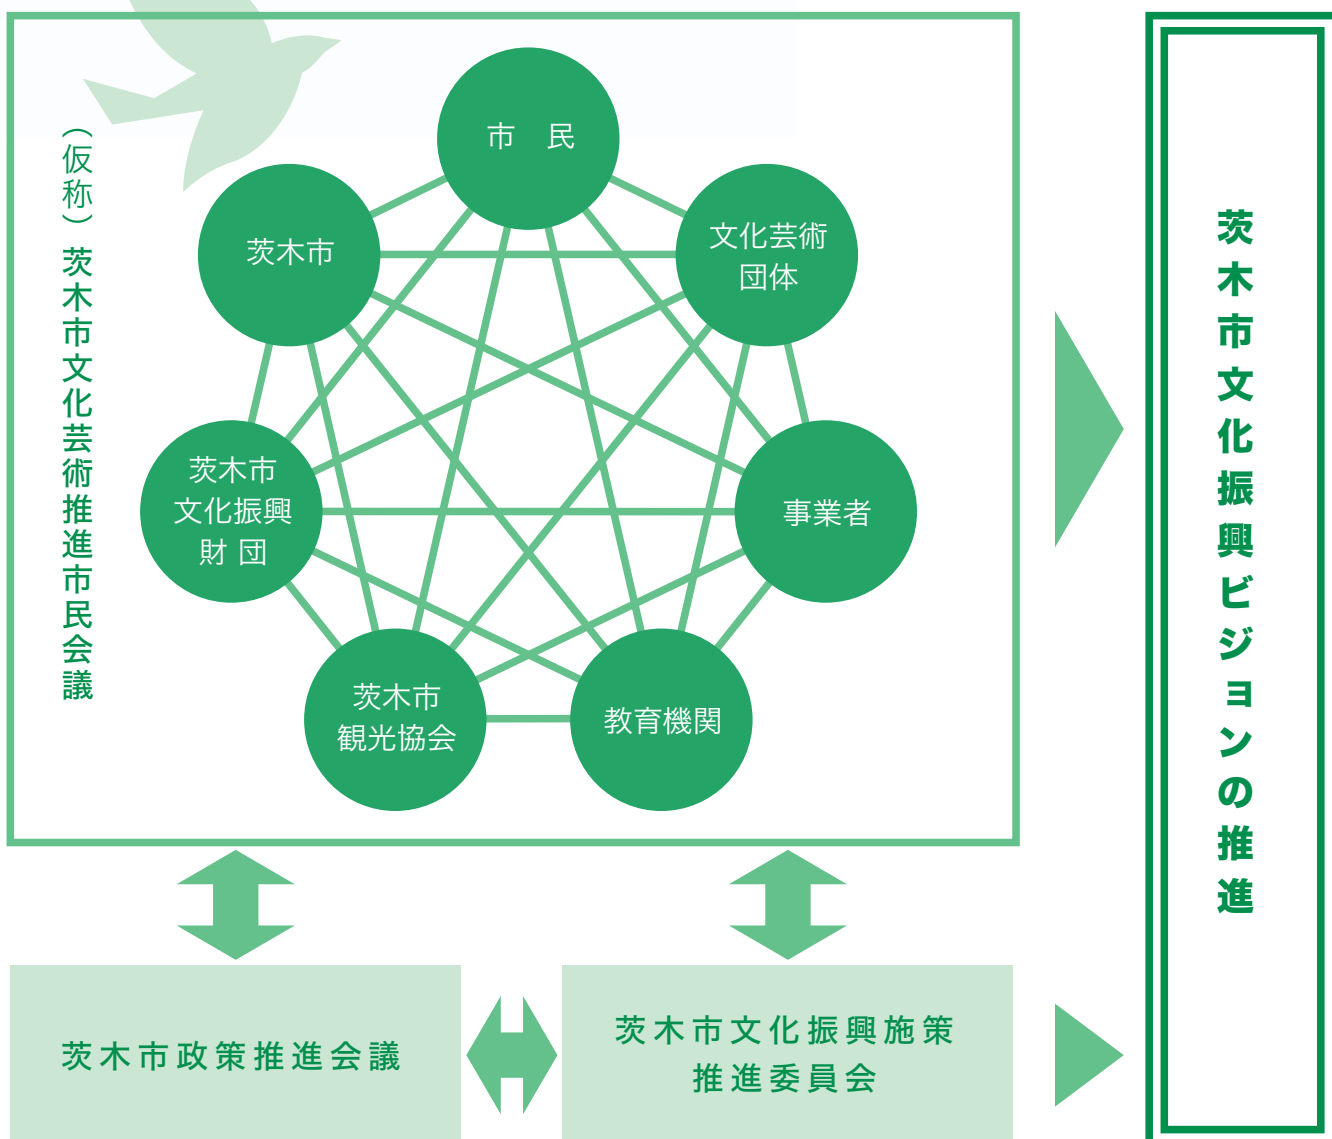 （仮称）茨木市文化芸術推進市民会議
市　民
茨木市
文化芸術
団体
茨木市
文化振興
財 団
事業者
茨木市
観光協会
教育機関
茨木市政策推進会議
茨木市文化振興施策
推進委員会
茨木市文化振興ビジョンの推進